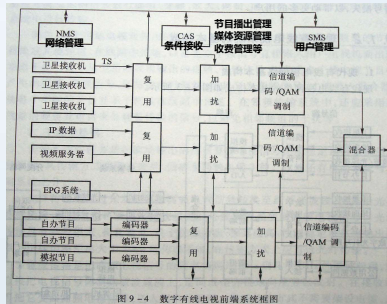 NMS
网络管理
CAS
条件接收
节目播出管理
媒体资源管理
收费管理等
SMS
用户管理
卫星接收机
TS
卫星接收机
卫星接收机
复用
加扰
信道编
码/QAM
调制
IP数据
视频服务器
复用
加扰
信道编
码/QAM
调制
混合器
EPG系统
自办节目
编码器
自办节目
编码器
模拟节目
编码器
复用
加扰
信道编码
/QAM 调
制
图 9-4 数字有线电视前端系统框图